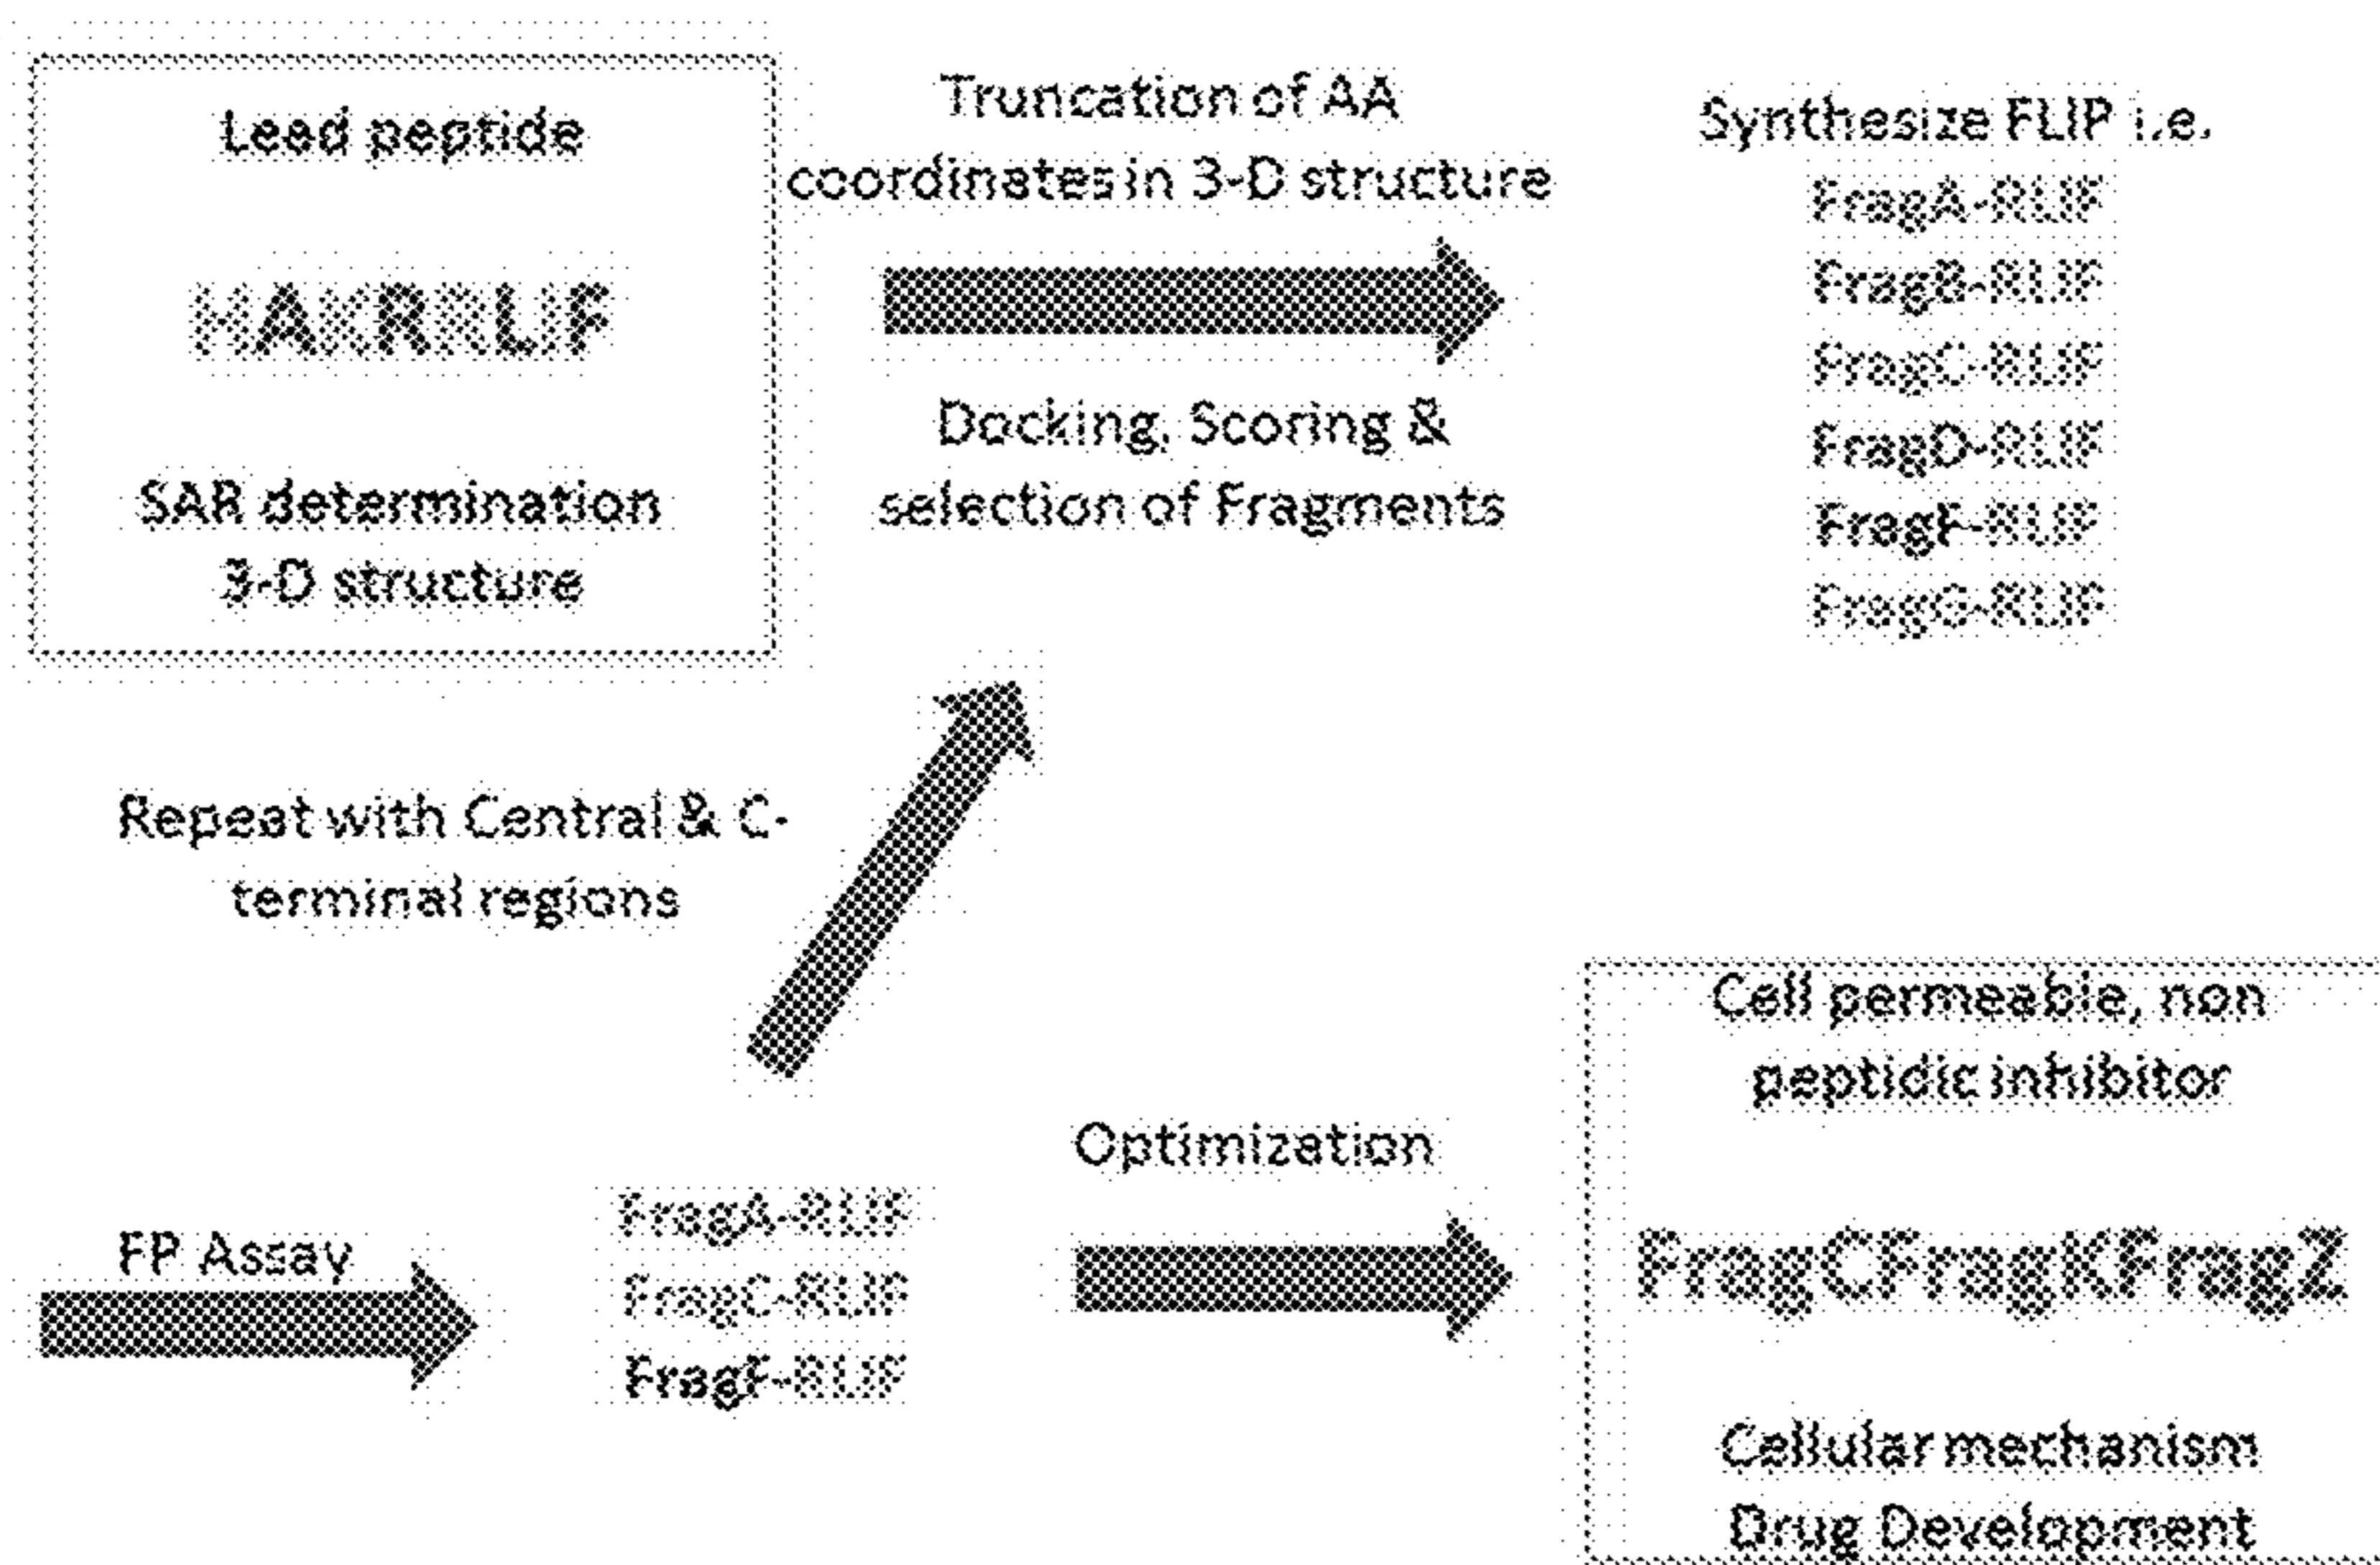 Lead peptide
HAKRRLIF
SAR determination
3-D structure
Truncation of AA
coordinates in 3-D structure
Docking, Scoring &
selection of Fragments
Synthesize FLIP i.e.
FragA-RLIF
FragB-RLIF
FragC-RLIF
FragD-RLIF
FragF-RLIF
FragG-RLIF
Repeat with Central & C-
terminal regions
FP Assay
FragA-RLIF
FragC-RLIF
FragF-RLIF
Optimization
Cell permeable, non
peptidic inhibitor
FragCFragKFragZ
Cellular mechanism
Drug Development